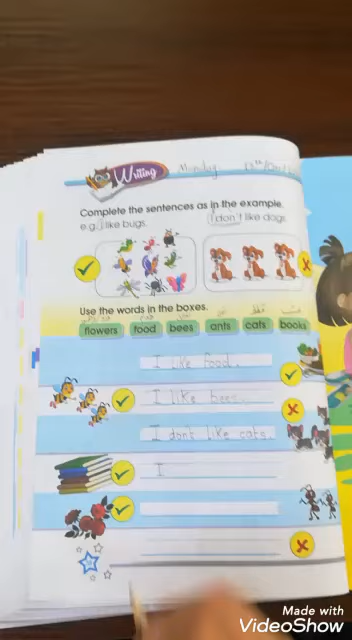 Writing Monday
Complete the sentences as in the example.
e.g. I like bugs. I don't like dogs.
Use the words in the boxes.
flowers food bees ants cats books
I like food.
I like bees.
I don't like cats.
I
Made with
VideoShow